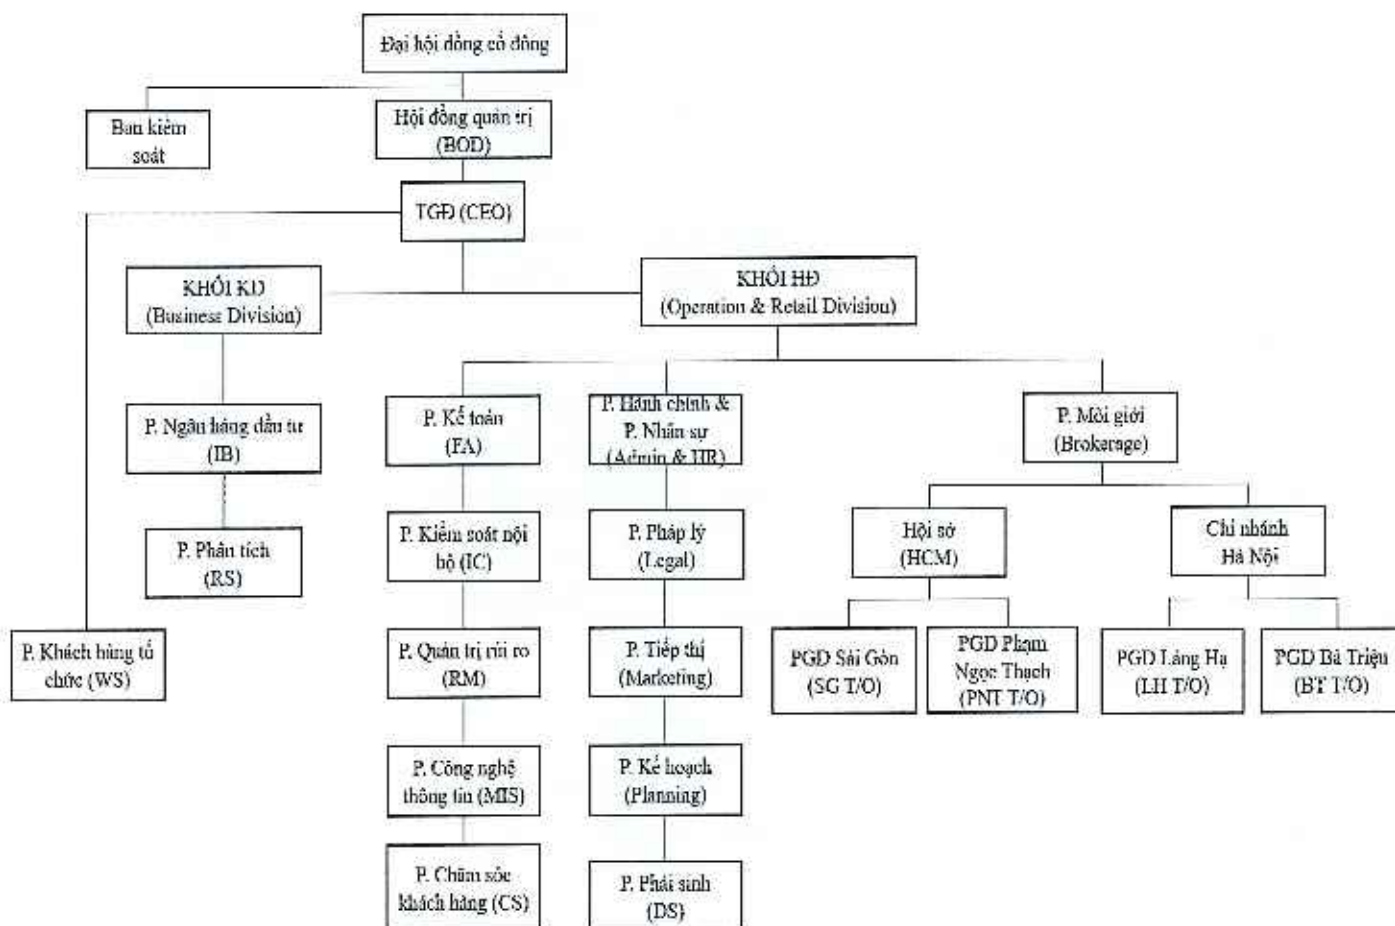 Đại hội đồng cổ đông
Ban kiểm
soát
Hội đồng quản trị
(BOD)
TGĐ (CEO)
KHỐI KD
(Business Division)
KHỐI HĐ
(Operation & Retail Division)
P. Ngân hàng đầu tư
(IB)
P. Phân tích
(RS)
P. Khách hàng tổ
chức (WS)
P. Kế toán
(FA)
P. Kiểm soát nội
bộ (IC)
P. Quản trị rủi ro
(RM)
P. Công nghệ
thông tin (MIS)
P. Chăm sóc
khách hàng (CS)
P. Hành chính &
P. Nhân sự
(Admin & HR)
P. Pháp lý
(Legal)
P. Tiếp thị
(Marketing)
P. Kế hoạch
(Planning)
P. Phái sinh
(DS)
P. Môi giới
(Brokerage)
Hội sở
(HCM)
Chi nhánh
Hà Nội
PGD Sài Gòn
(SG T/O)
PGD Phạm
Ngọc Thạch
(PNT T/O)
PGD Láng Hạ
(LH T/O)
PGD Bà Triệu
(BT T/O)